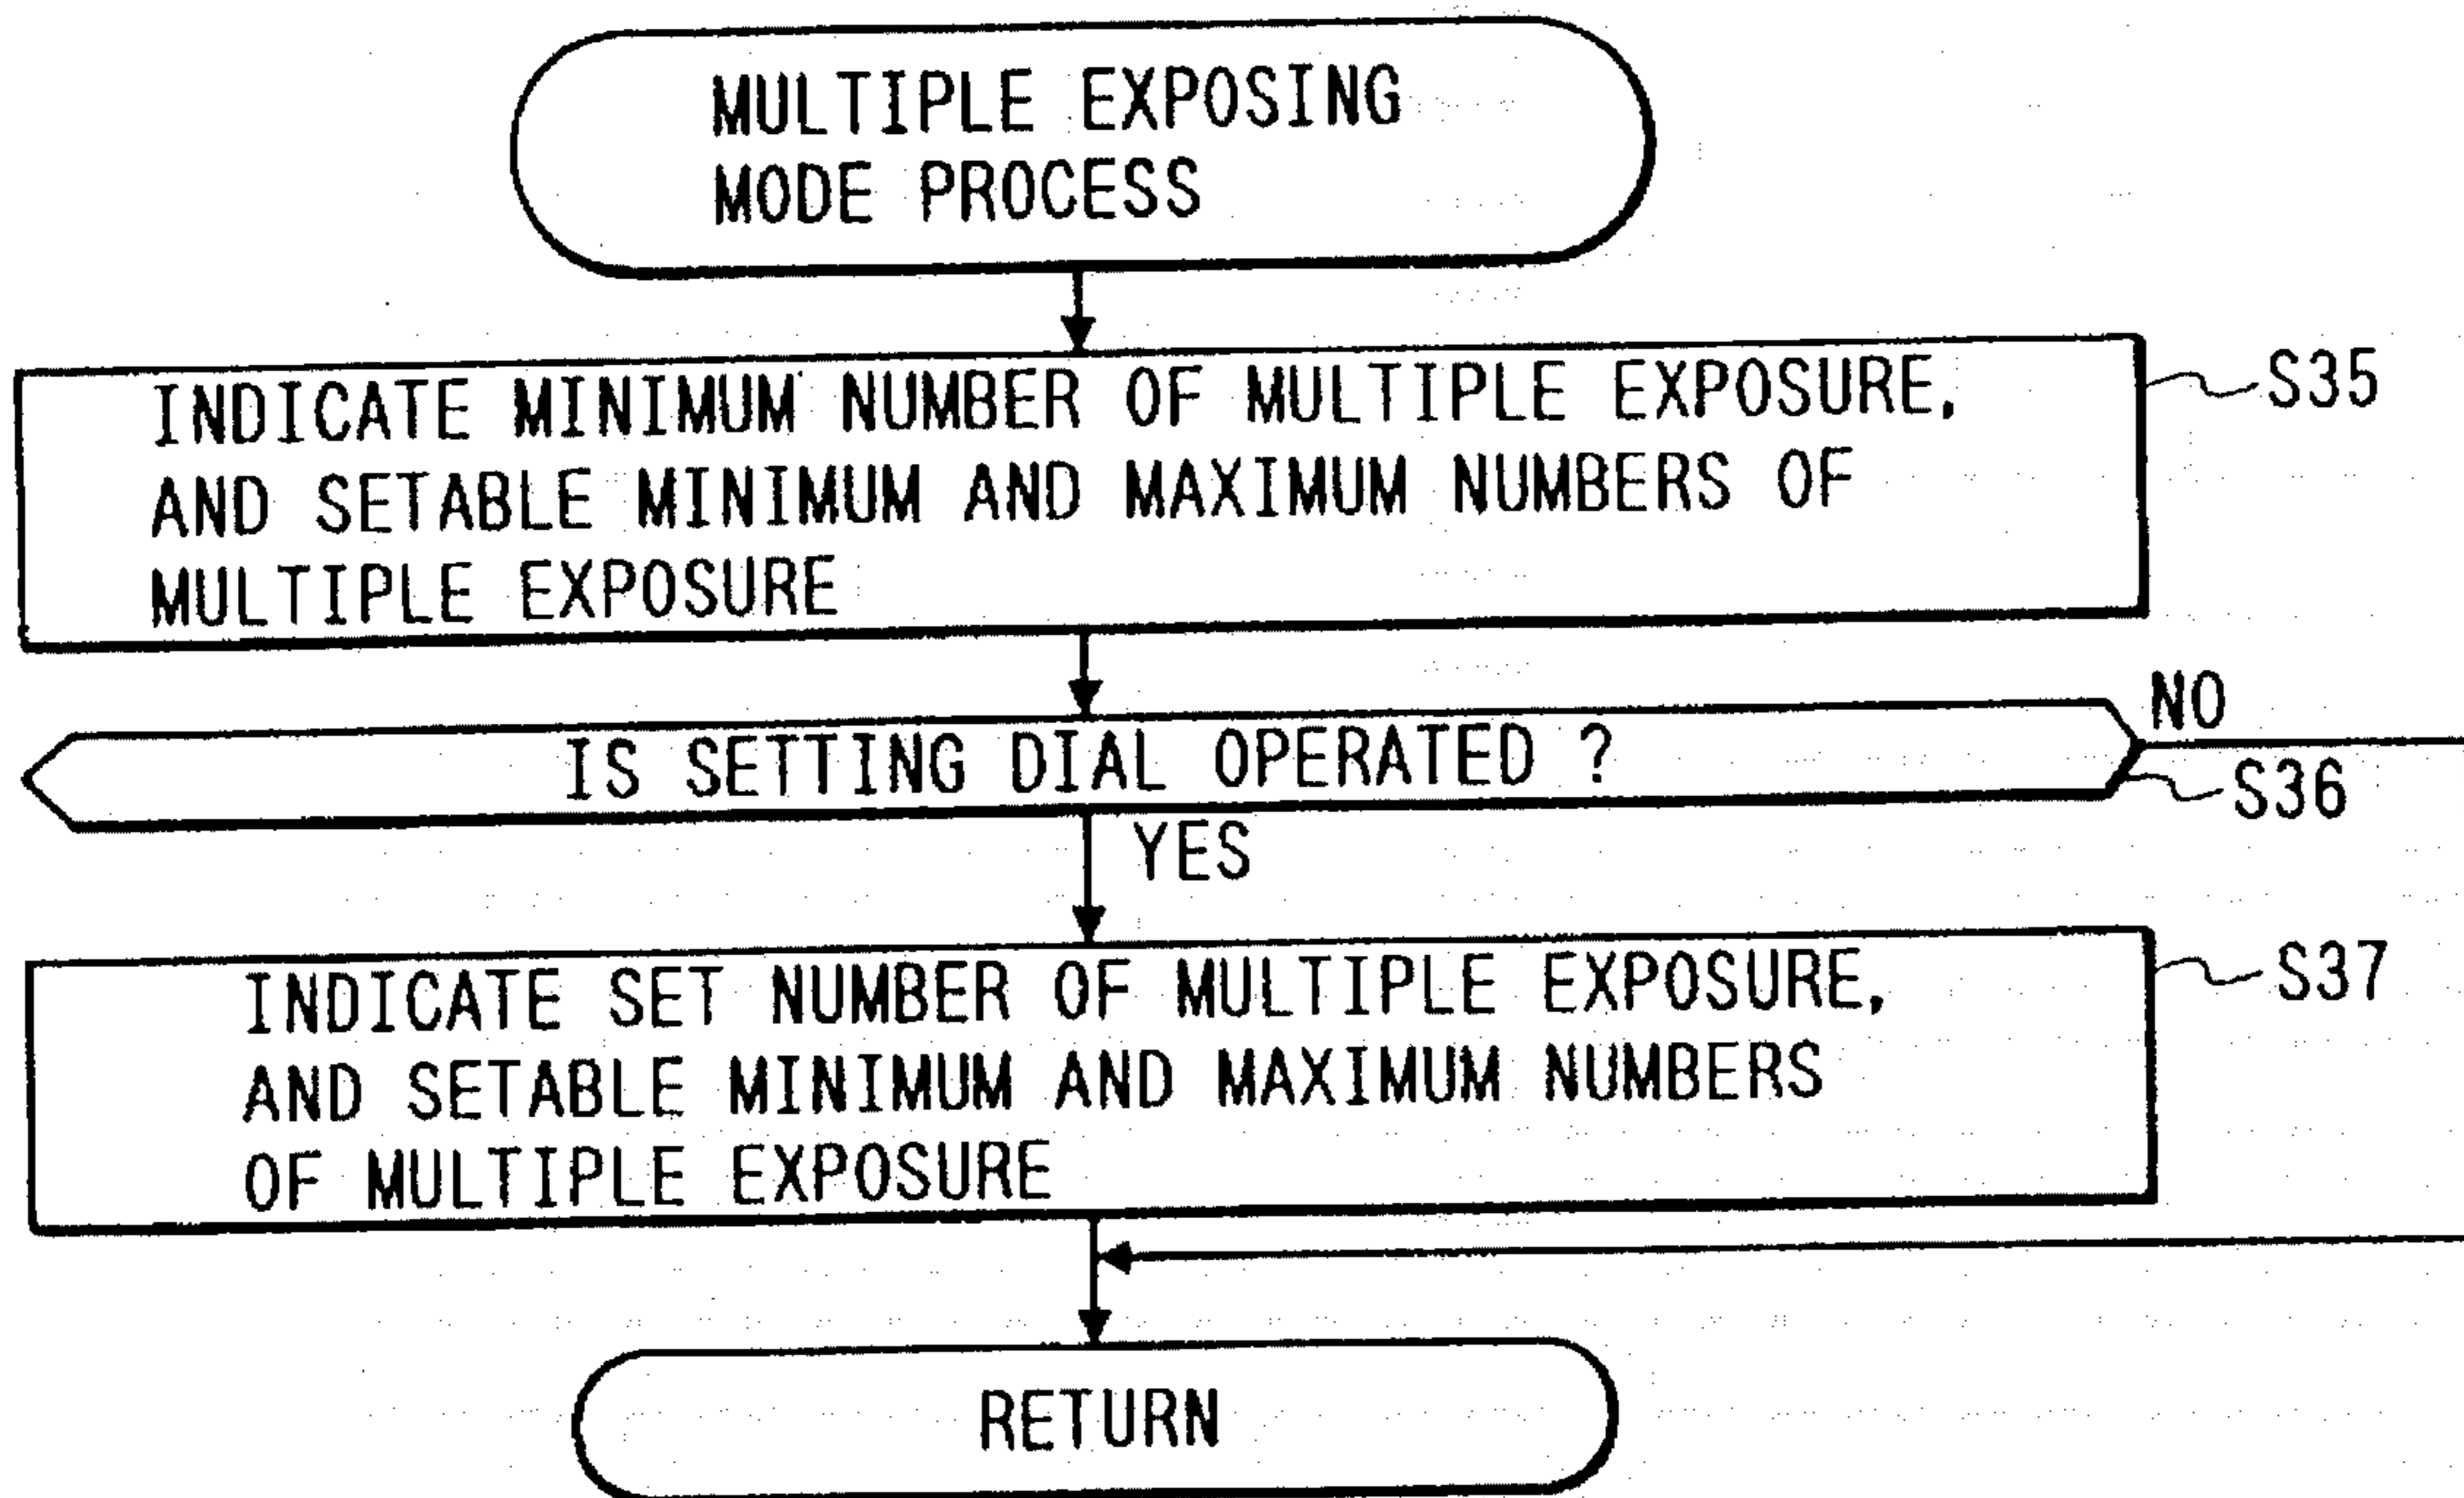 MULTIPLE EXPOSING
MODE PROCESS
INDICATE MINIMUM NUMBER OF MULTIPLE EXPOSURE,
AND SETABLE MINIMUM AND MAXIMUM NUMBERS OF
MULTIPLE EXPOSURE
S35
IS SETTING DIAL OPERATED ?
NO
S36
YES
INDICATE SET NUMBER OF MULTIPLE EXPOSURE,
AND SETABLE MINIMUM AND MAXIMUM NUMBERS
OF MULTIPLE EXPOSURE
S37
RETURN